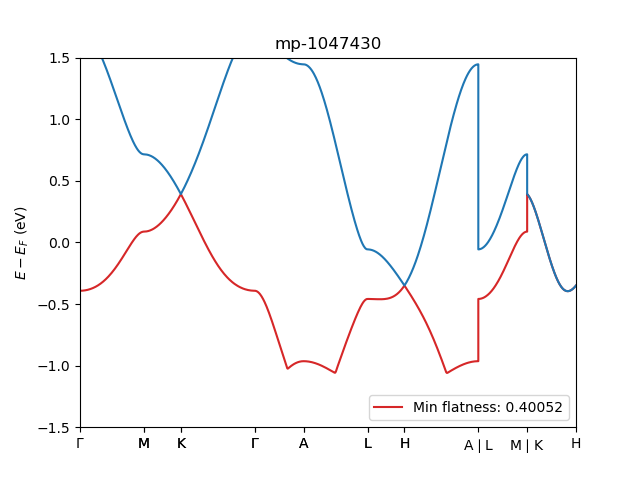 mp-1047430
E − E_F (eV)
1.5
1.0
0.5
0.0
−0.5
−1.0
−1.5
Min flatness: 0.40052
Γ M K Γ A L H A | L M | K H